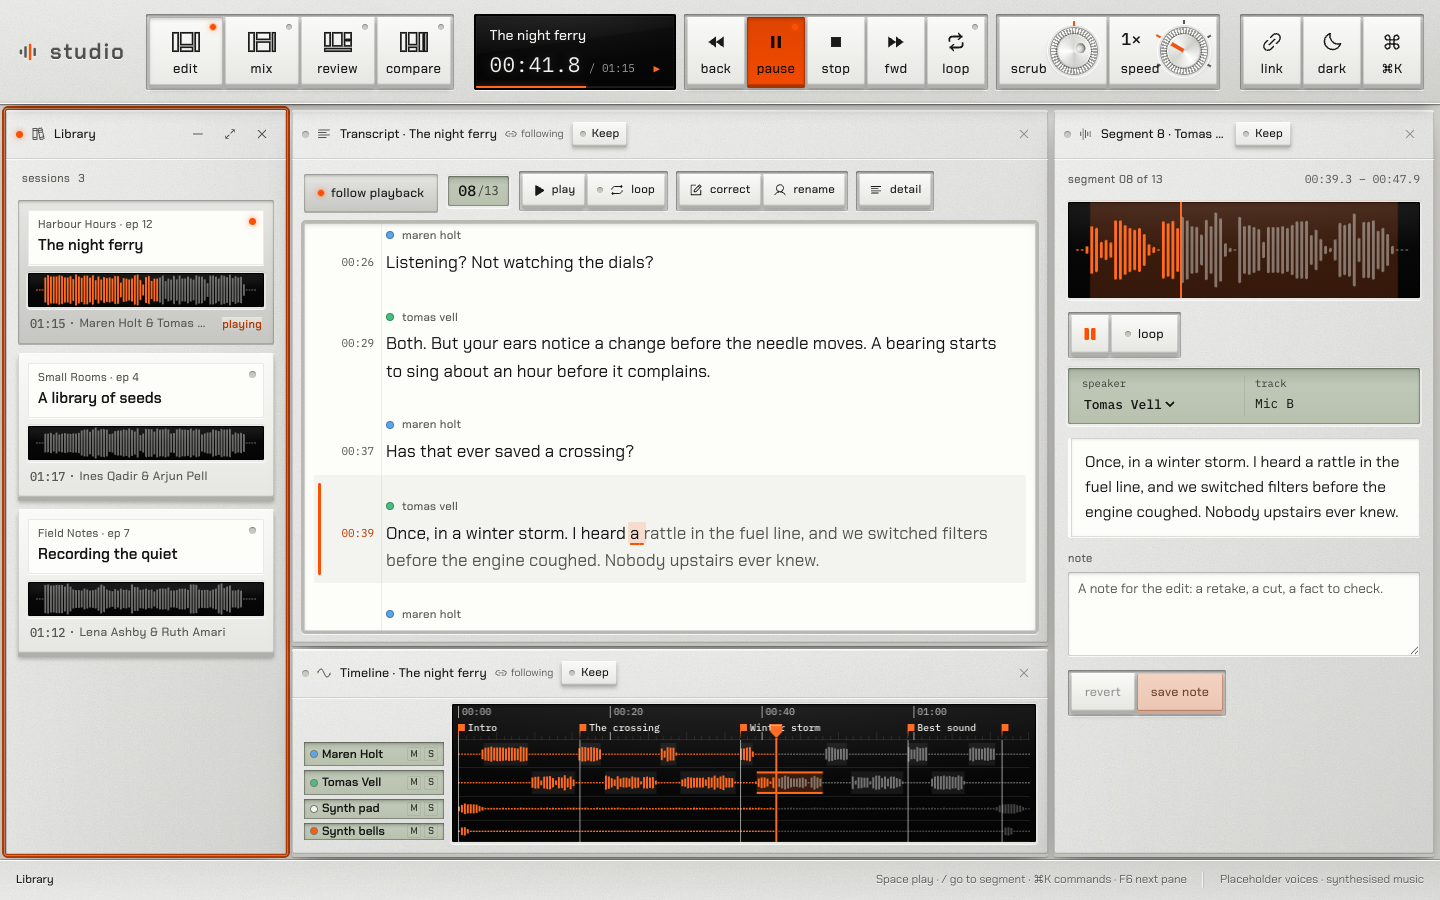 studio
edit
mix
review
compare
The night ferry
00:41.8 / 01:15
back
pause
stop
fwd
loop
scrub
1×
speed
link
dark
⌘
⌘K
Library
sessions 3
Harbour Hours · ep 12
The night ferry
01:15 · Maren Holt & Tomas ... playing
Small Rooms · ep 4
A library of seeds
01:17 · Ines Qadir & Arjun Pell
Field Notes · ep 7
Recording the quiet
01:12 · Lena Ashby & Ruth Amari
Transcript · The night ferry following Keep
follow playback
08/13
play
loop
correct
rename
detail
maren holt
00:26 Listening? Not watching the dials?
tomas vell
00:29 Both. But your ears notice a change before the needle moves. A bearing starts
to sing about an hour before it complains.
maren holt
00:37 Has that ever saved a crossing?
tomas vell
00:39 Once, in a winter storm. I heard a rattle in the fuel line, and we switched filters
before the engine coughed. Nobody upstairs ever knew.
maren holt
Timeline · The night ferry following Keep
00:00 00:20 00:40 01:00
Intro The crossing Winter storm Best sound
Maren Holt M S
Tomas Vell M S
Synth pad M S
Synth bells M S
Segment 8 · Tomas ... Keep
segment 08 of 13 00:39.3 – 00:47.9
loop
speaker
Tomas Vell
track
Mic B
Once, in a winter storm. I heard a rattle in the
fuel line, and we switched filters before the
engine coughed. Nobody upstairs ever knew.
note
A note for the edit: a retake, a cut, a fact to check.
revert
save note
Library
Space play · / go to segment · ⌘K commands · F6 next pane
Placeholder voices · synthesised music